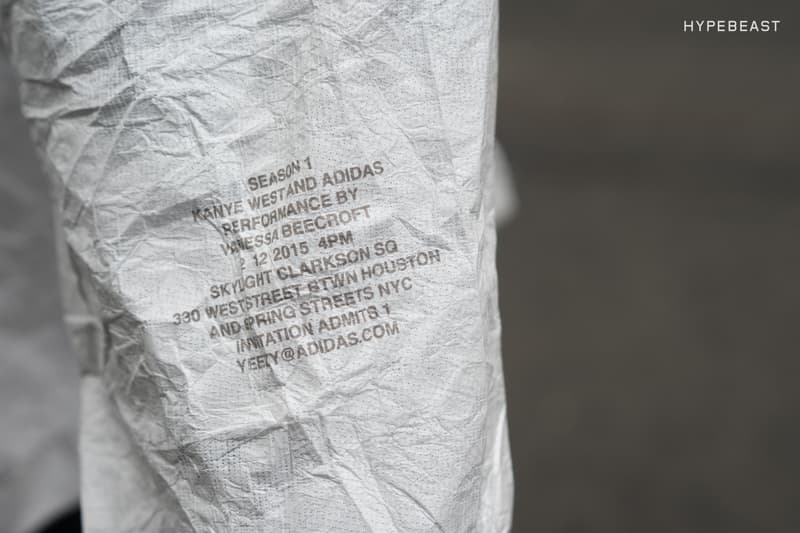 HYPEBEAST
SEASON 1
KANYE WEST AND ADIDAS
PERFORMANCE BY
VANESSA BEECROFT
2 12 2015 4PM
SKYLIGHT CLARKSON SQ
330 WEST STREET BTWN HOUSTON
AND SPRING STREETS NYC
INVITATION ADMITS 1
YEEZY@ADIDAS.COM